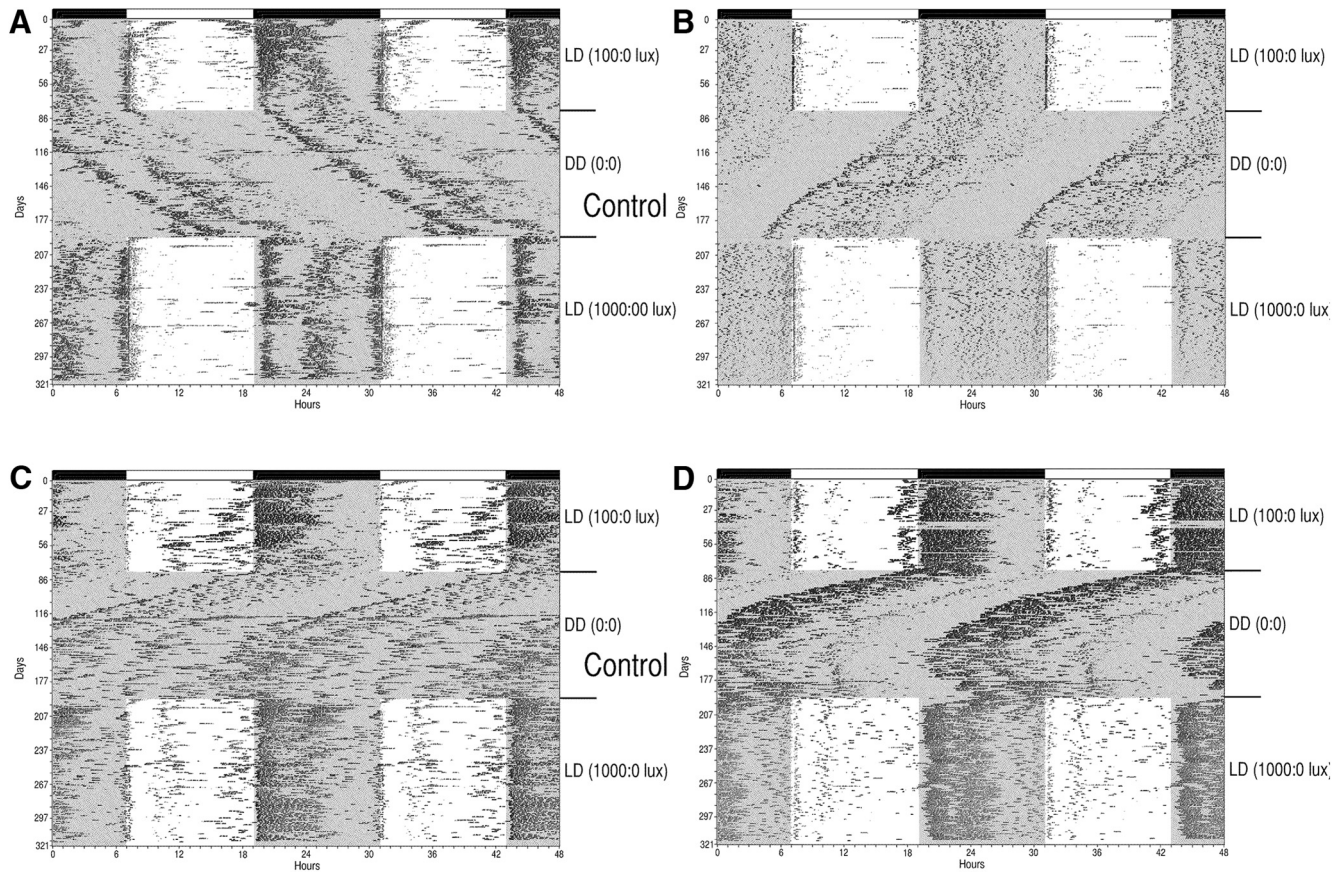 A
0
27
56
86
116
146
177
207
237
267
297
321
Days
0 6 12 18 24 30 36 42 48
Hours
LD (100:0 lux)
DD (0:0)
Control
LD (1000:00 lux)
B
0
27
56
86
116
146
177
207
237
267
297
321
Days
0 6 12 18 24 30 36 42 48
Hours
LD (100:0 lux)
DD (0:0)
LD (1000:0 lux)
C
0
27
56
86
116
146
177
207
237
267
297
321
Days
0 6 12 18 24 30 36 42 48
Hours
LD (100:0 lux)
DD (0:0)
Control
LD (1000:0 lux)
D
0
27
56
86
116
146
177
207
237
267
297
321
Days
0 6 12 18 24 30 36 42 48
Hours
LD (100:0 lux)
DD (0:0)
LD (1000:0 lux)